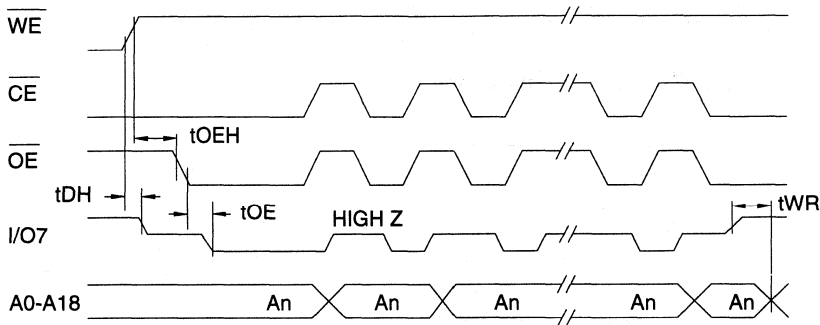 WE
CE
tOEH
OE
tDH
tOE
HIGH Z
tWR
I/O7
A0-A18 An An An An An